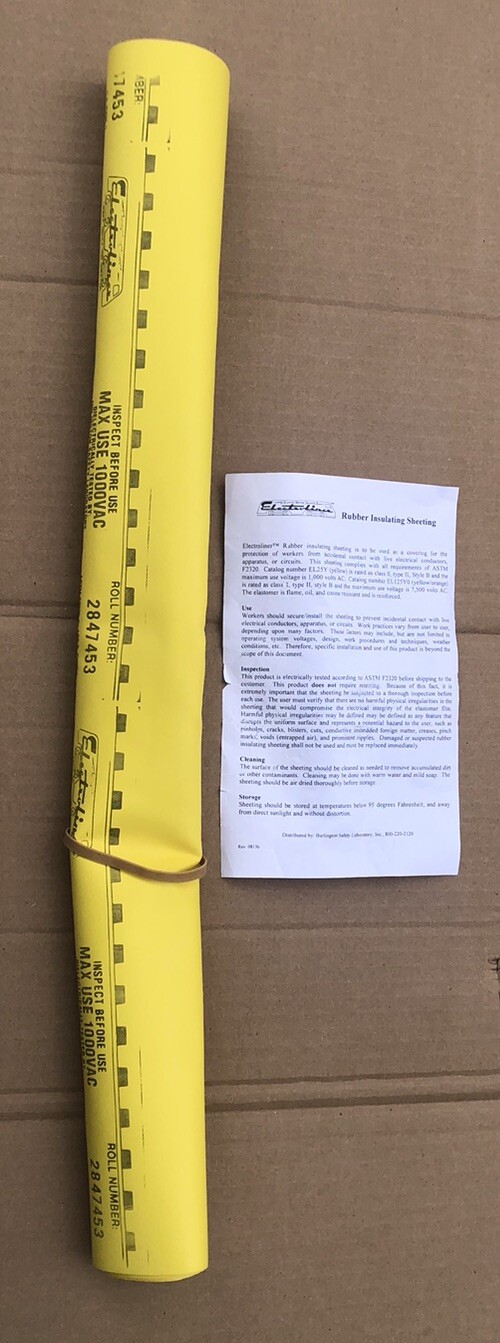 17453
BER:
Electroliner
INSPECT BEFORE USE
MAX USE 1000VAC
ROLL NUMBER:
2847453
Electroliner
INSPECT BEFORE USE
MAX USE 1000VAC
ROLL NUMBER:
2847453
Electroliner
Rubber Insulating Sheeting
Electroliner™ Rubber insulating sheeting is to be used as a covering for the
protection of workers from accidental contact with live electrical conductors,
apparatus, or circuits. This sheeting complies with all requirements of ASTM
F2320. Catalog number EL25Y (yellow) is rated as class 0, type II, Style B and the
maximum use voltage is 1,000 volts AC. Catalog number EL125YO (yellow/orange)
is rated as class 1, type II, style B and the maximum use voltage is 7,500 volts AC.
The elastomer is flame, oil, and ozone resistant and is reinforced.
Use
Workers should secure/install the sheeting to prevent incidental contact with live
electrical conductors, apparatus, or circuits. Work practices vary from user to user,
depending upon many factors. These factors may include, but are not limited to
operating system voltages, design, work procedures and techniques, weather
conditions, etc. Therefore, specific installation and use of this product is beyond the
scope of this document.
Inspection
This product is electrically tested according to ASTM F2320 before shipping to the
customer. This product does not require retesting. Because of this fact, it is
extremely important that the sheeting be subjected to a thorough inspection before
each use. The user must verify that there are no harmful physical irregularities in the
sheeting that would compromise the electrical integrity of the elastomer film.
Harmful physical irregularities may be defined may be defined as any feature that
disrupts the uniform surface and represents a potential hazard to the user, such as
pinholes, cracks, blisters, cuts, conductive imbedded foreign matter, creases, pinch
marks, voids (entrapped air), and prominent ripples. Damaged or suspected rubber
insulating sheeting shall not be used and must be replaced immediately.
Cleaning
The surface of the sheeting should be cleaned as needed to remove accumulated dirt
or other contaminants. Cleaning may be done with warm water and mild soap. The
sheeting should be air dried thoroughly before storage.
Storage
Sheeting should be stored at temperatures below 95 degrees Fahrenheit, and away
from direct sunlight and without distortion.
Distributed by: Burlington Safety Laboratory, Inc., 800-220-2120
Rev.